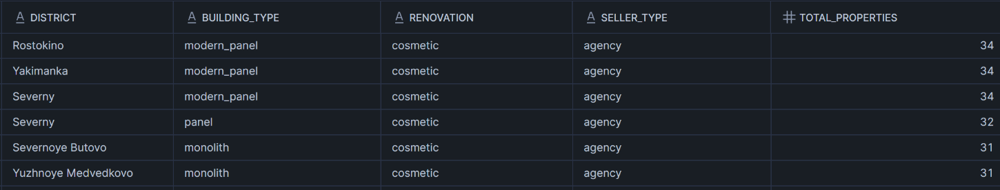 A DISTRICT A BUILDING_TYPE A RENOVATION A SELLER_TYPE # TOTAL_PROPERTIES
Rostokino modern_panel cosmetic agency 34
Yakimanka modern_panel cosmetic agency 34
Severny modern_panel cosmetic agency 34
Severny panel cosmetic agency 32
Severnoye Butovo monolith cosmetic agency 31
Yuzhnoye Medvedkovo monolith cosmetic agency 31